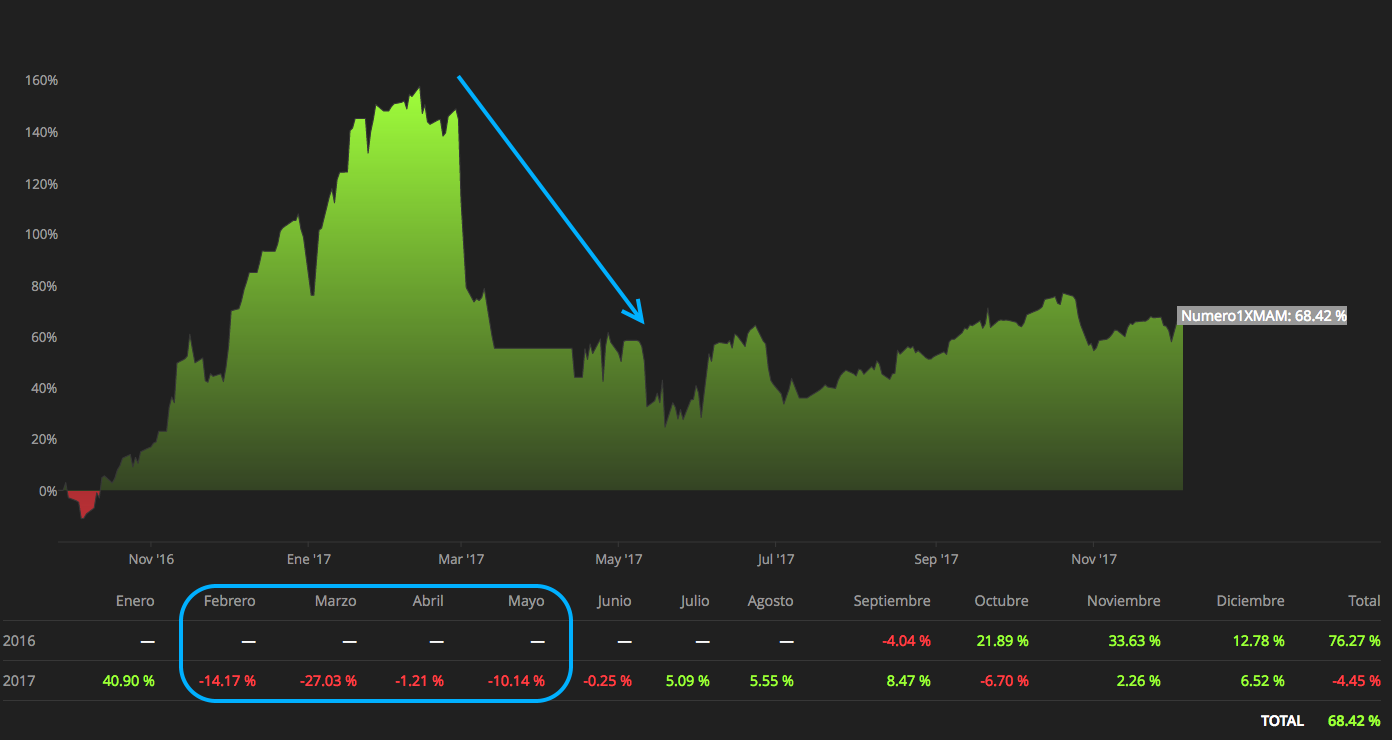 160%
140%
120%
100%
80%
60%
40%
20%
0%
Numero1XMAM: 68.42 %
Nov '16 Ene '17 Mar '17 May '17 Jul '17 Sep '17 Nov '17
Enero Febrero Marzo Abril Mayo Junio Julio Agosto Septiembre Octubre Noviembre Diciembre Total
2016 — — — — — — — — -4.04 % 21.89 % 33.63 % 12.78 % 76.27 %
2017 40.90 % -14.17 % -27.03 % -1.21 % -10.14 % -0.25 % 5.09 % 5.55 % 8.47 % -6.70 % 2.26 % 6.52 % -4.45 %
TOTAL 68.42 %